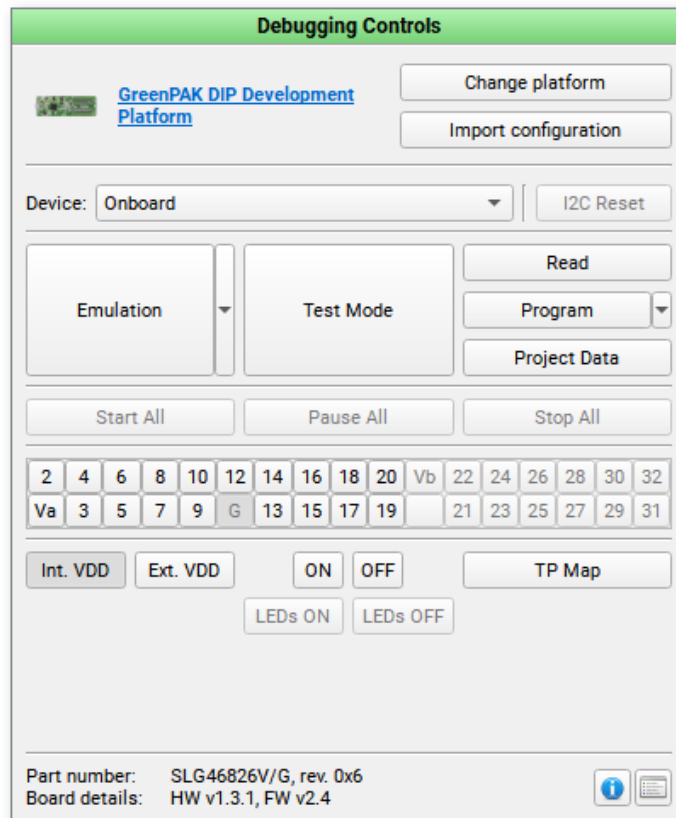 Debugging Controls
GreenPAK DIP Development
Platform
Change platform
Import configuration
Device: Onboard
I2C Reset
Emulation
Test Mode
Read
Program
Project Data
Start All
Pause All
Stop All
2 4 6 8 10 12 14 16 18 20 Vb 22 24 26 28 30 32
Va 3 5 7 9 G 13 15 17 19 21 23 25 27 29 31
Int. VDD Ext. VDD ON OFF TP Map
LEDs ON LEDs OFF
Part number: SLG46826V/G, rev. 0x6
Board details: HW v1.3.1, FW v2.4